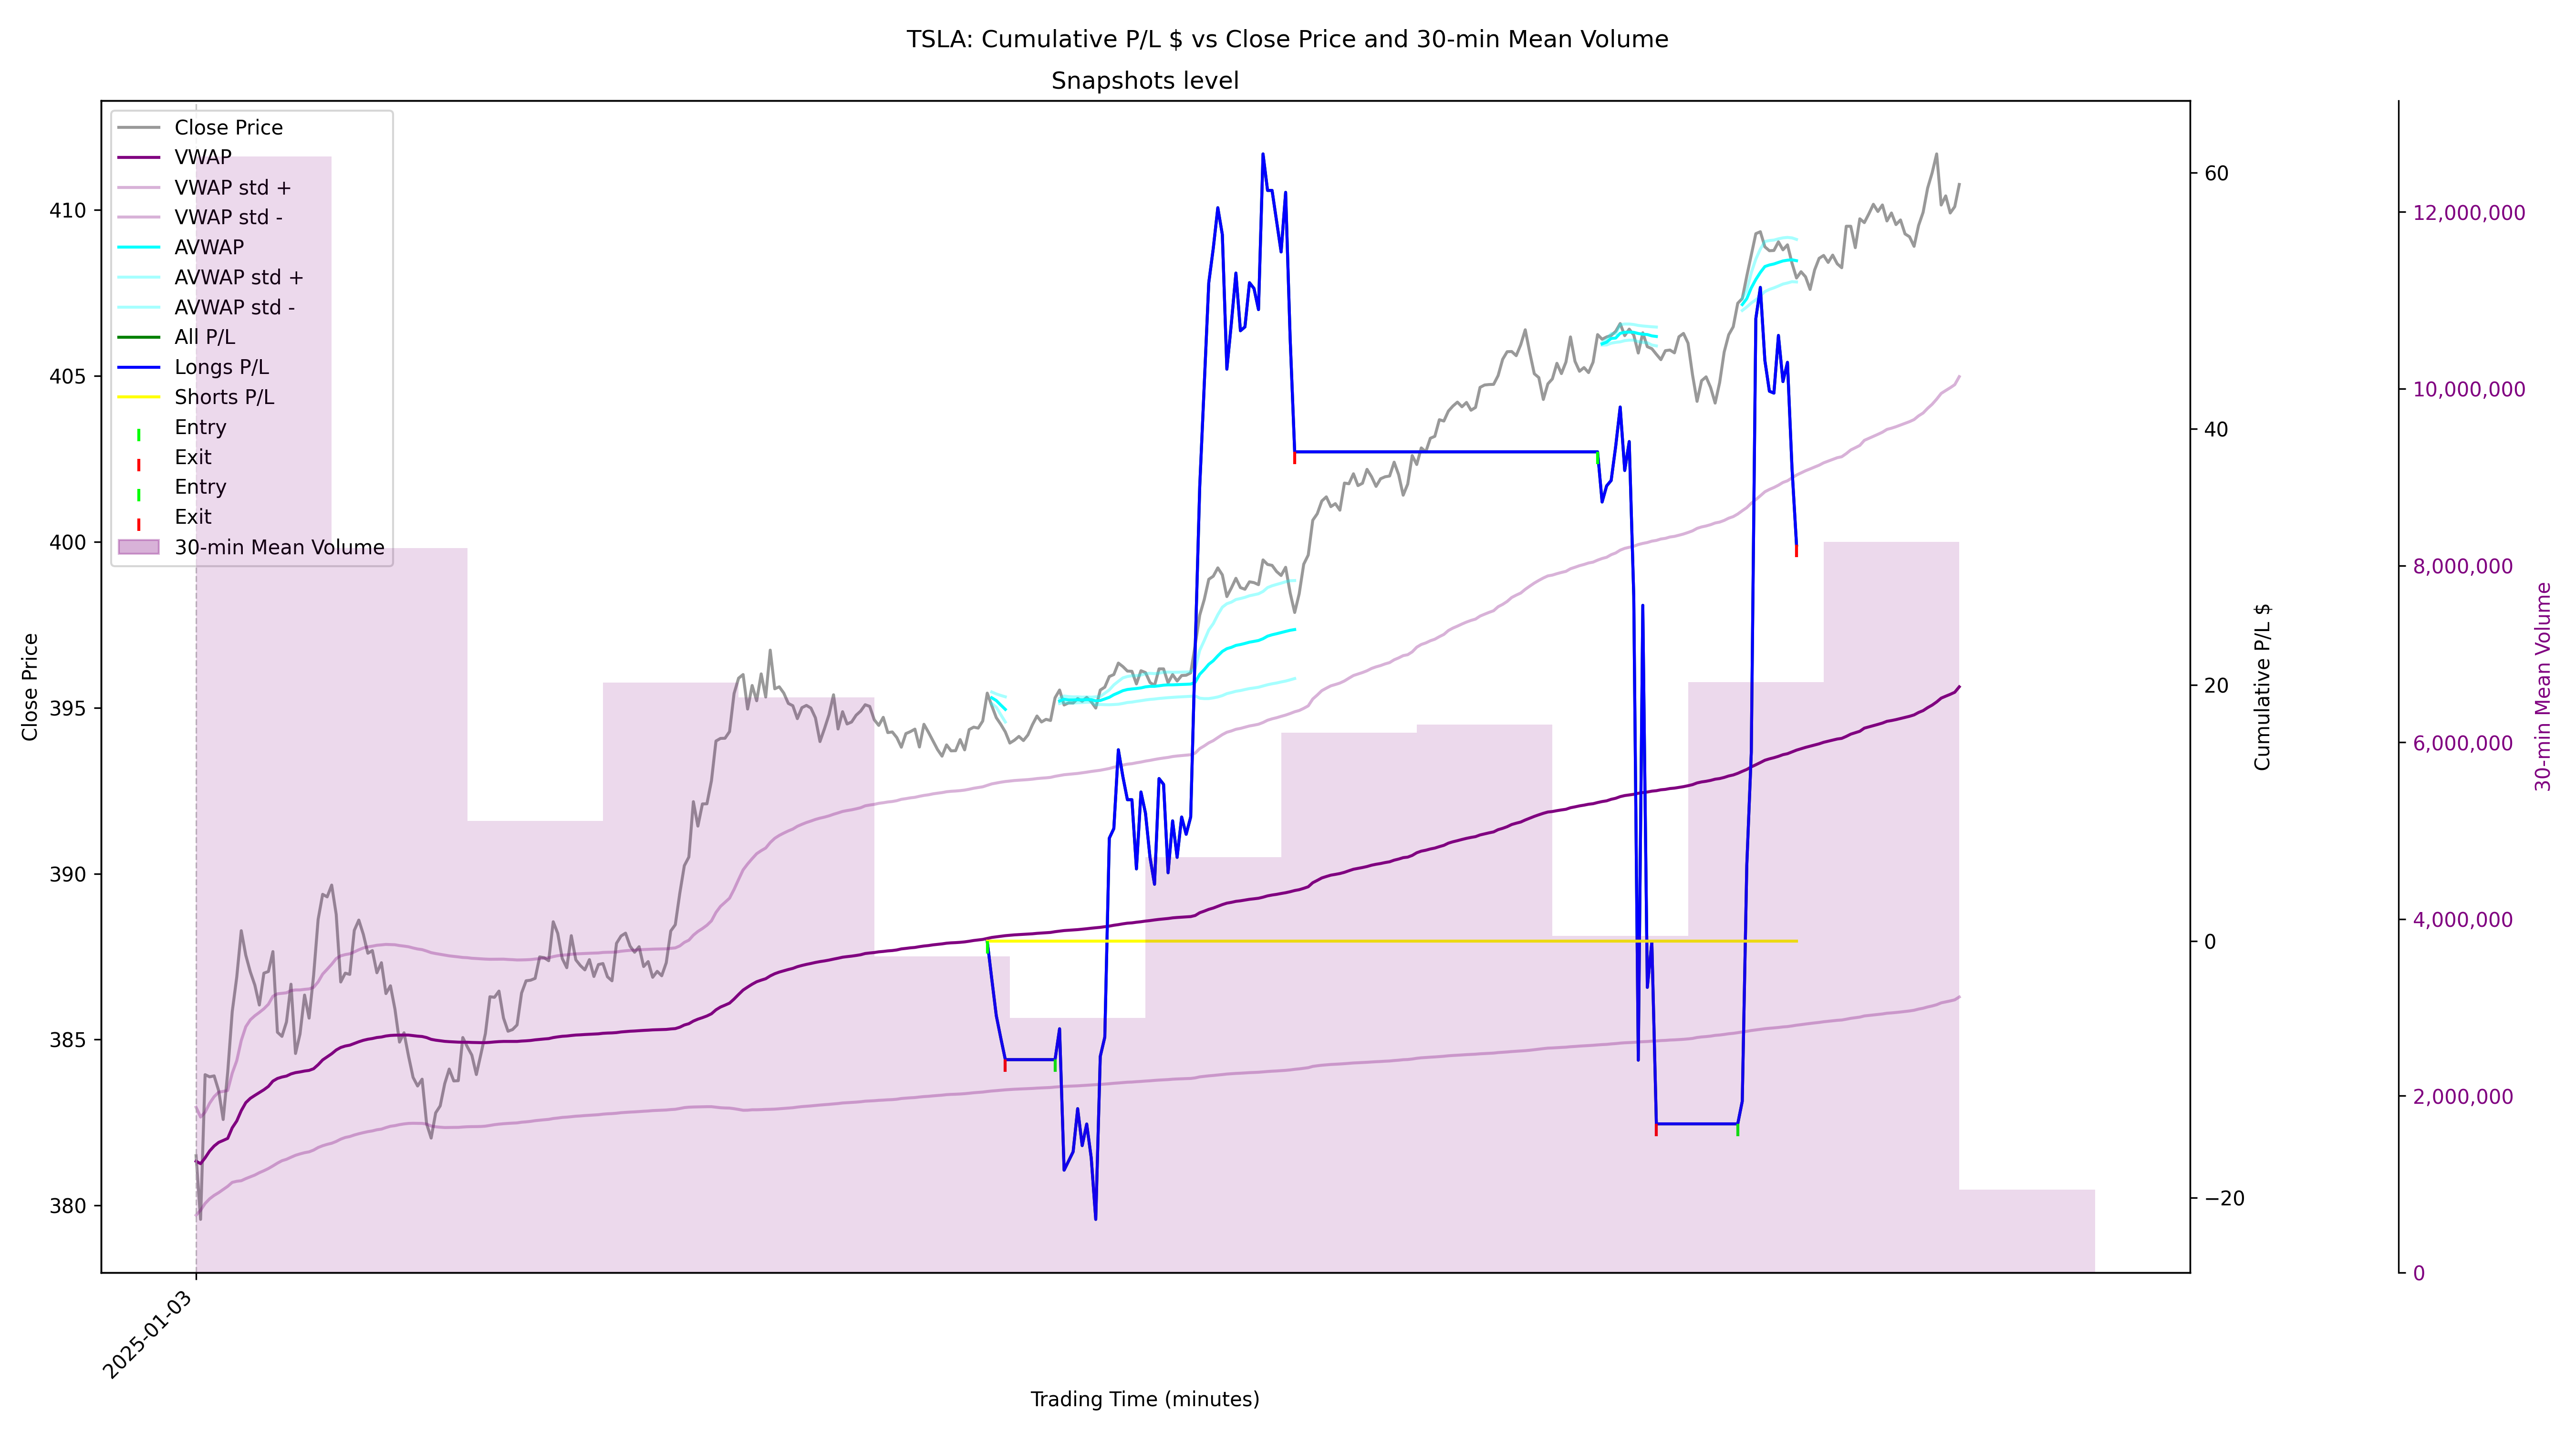 TSLA: Cumulative P/L $ vs Close Price and 30-min Mean Volume
Snapshots level
Close Price
VWAP
VWAP std +
VWAP std -
AVWAP
AVWAP std +
AVWAP std -
All P/L
Longs P/L
Shorts P/L
Entry
Exit
Entry
Exit
30-min Mean Volume
Close Price
410
405
400
395
390
385
380
60
40
20
0
−20
Cumulative P/L $
12,000,000
10,000,000
8,000,000
6,000,000
4,000,000
2,000,000
0
30-min Mean Volume
2025-01-03
Trading Time (minutes)